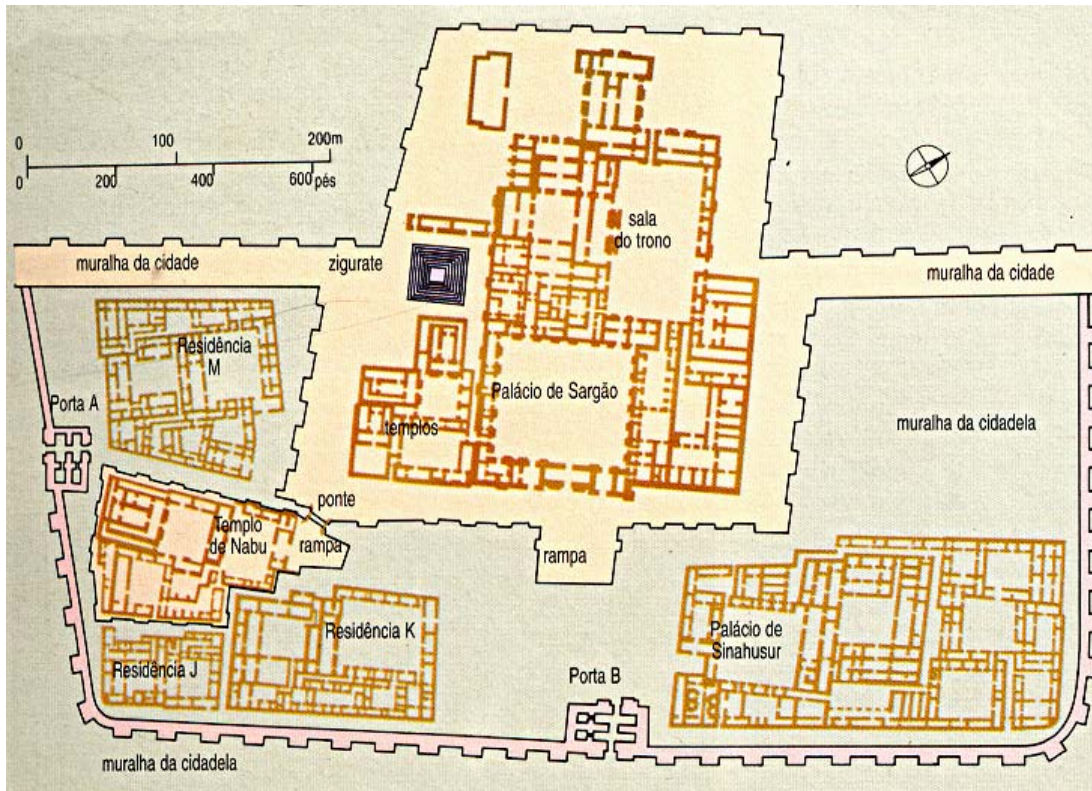 0 100 200m
0 200 400 600 pés
sala
do trono
muralha da cidade
zigurate
muralha da cidade
Residência
M
Palácio de Sargão
Porta A
templos
muralha da cidadela
ponte
Templo
de Nabu
rampa
rampa
Residência K
Palácio de
Sinahusur
Residência J
Porta B
muralha da cidadela